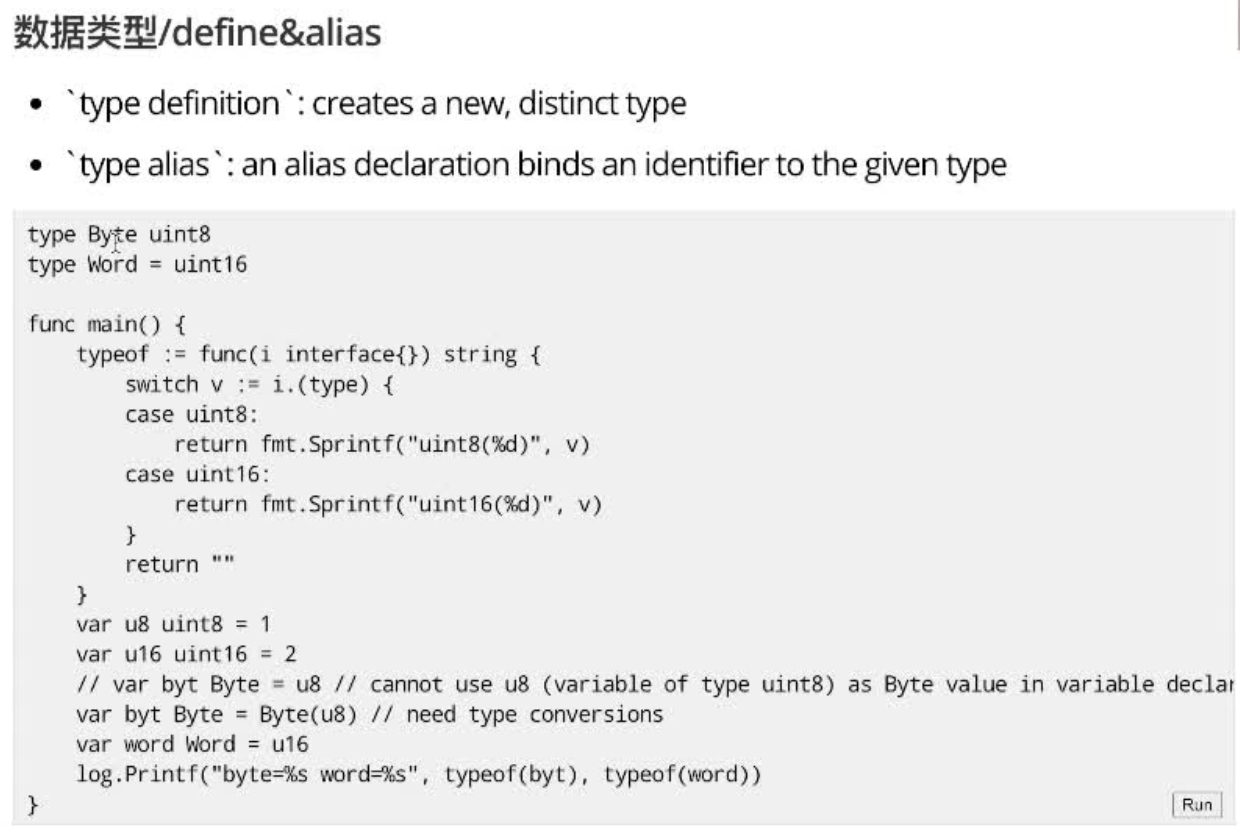 数据类型/define&alias
• `type definition`: creates a new, distinct type
• `type alias`: an alias declaration binds an identifier to the given type
type Byte uint8
type Word = uint16

func main() {
    typeof := func(i interface{}) string {
        switch v := i.(type) {
        case uint8:
            return fmt.Sprintf("uint8(%d)", v)
        case uint16:
            return fmt.Sprintf("uint16(%d)", v)
        }
        return ""
    }
    var u8 uint8 = 1
    var u16 uint16 = 2
    // var byt Byte = u8 // cannot use u8 (variable of type uint8) as Byte value in variable declar
    var byt Byte = Byte(u8) // need type conversions
    var word Word = u16
    log.Printf("byte=%s word=%s", typeof(byt), typeof(word))
}
Run